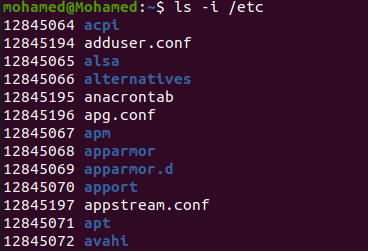 mohamed@Mohamed:~$ ls -i /etc
12845064 acpi
12845194 adduser.conf
12845065 alsa
12845066 alternatives
12845195 anacrontab
12845196 apg.conf
12845067 apm
12845068 apparmor
12845069 apparmor.d
12845070 apport
12845197 appstream.conf
12845071 apt
12845072 avahi